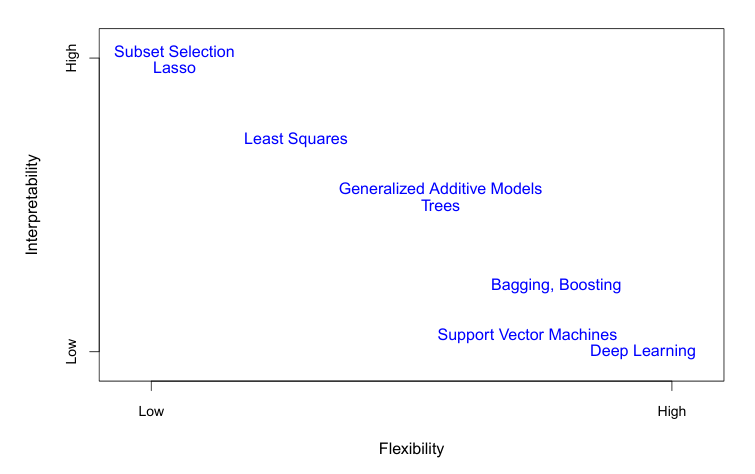 High
Subset Selection
Lasso
Least Squares
Interpretability
Generalized Additive Models
Trees
Bagging, Boosting
Support Vector Machines
Low
Deep Learning
Low
High
Flexibility